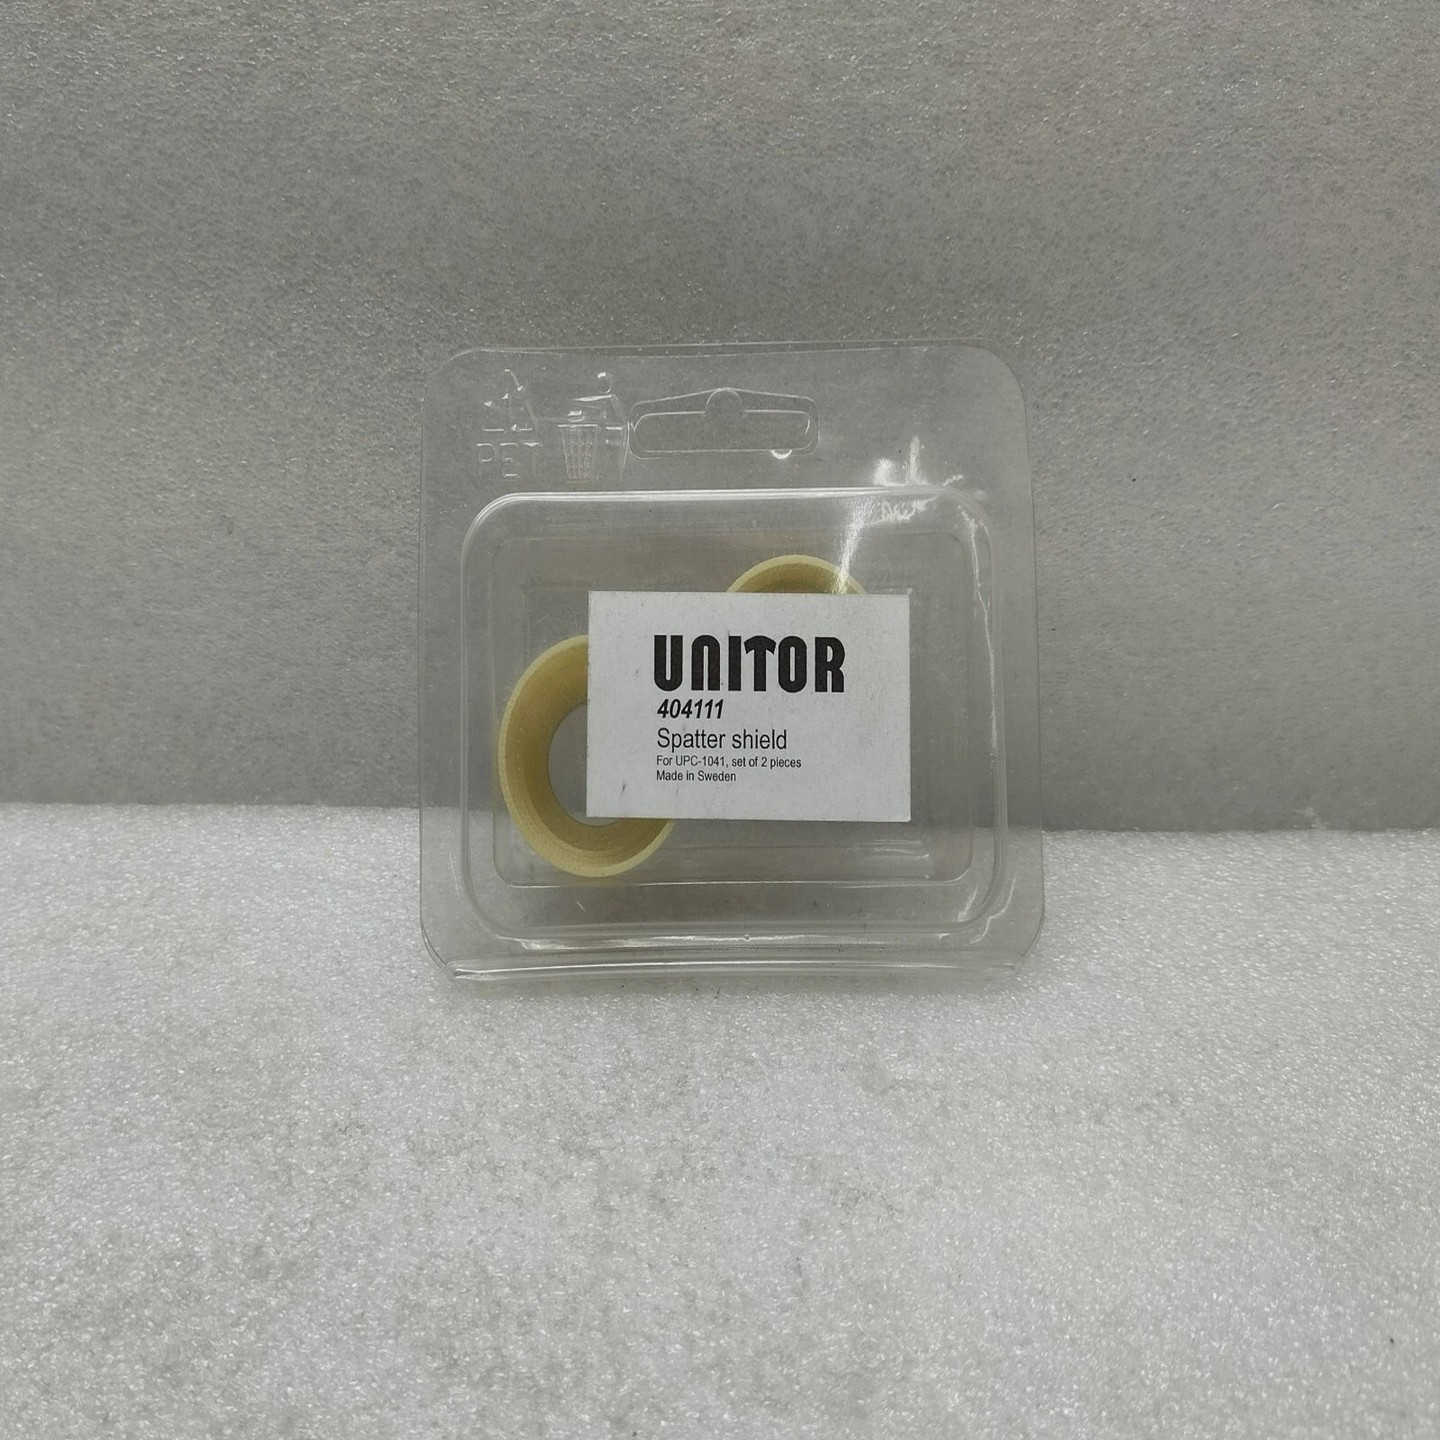 PET
UNITOR
404111
Spatter shield
For UPC-1041, set of 2 pieces
Made in Sweden